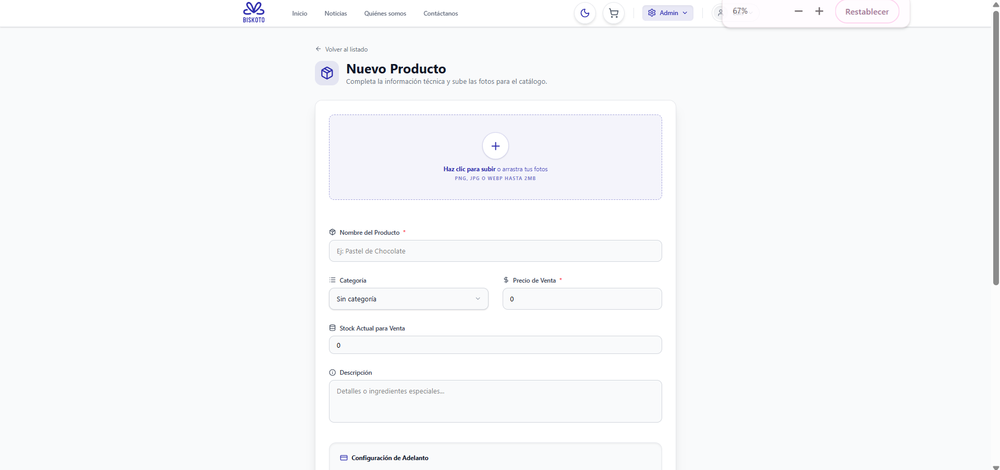 BISKOTO
Inicio
Noticias
Quiénes somos
Contáctanos
Admin
67%
Restablecer
Volver al listado
Nuevo Producto
Completa la información técnica y sube las fotos para el catálogo.
Haz clic para subir o arrastra tus fotos
PNG, JPG O WEBP HASTA 2MB
Nombre del Producto *
Ej: Pastel de Chocolate
Categoría
Sin categoría
$ Precio de Venta *
0
Stock Actual para Venta
0
Descripción
Detalles o ingredientes especiales...
Configuración de Adelanto